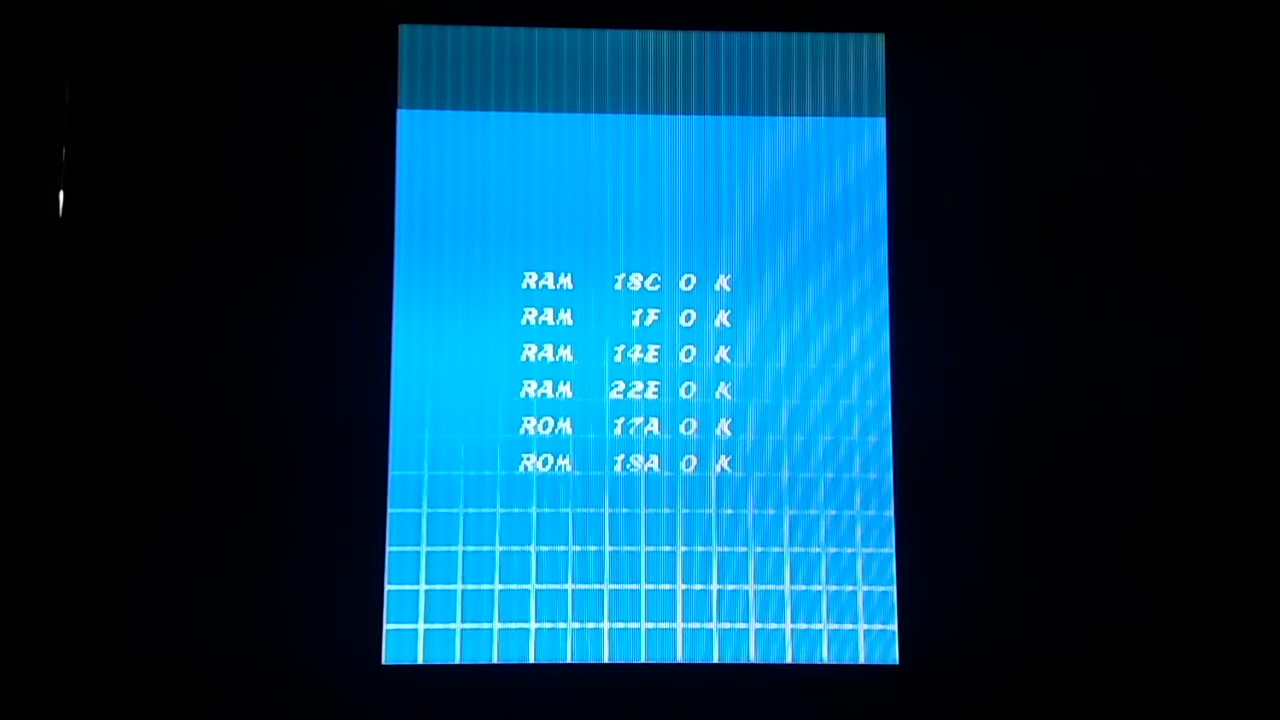 RAM 18C O K
RAM 1F O K
RAM 14E O K
RAM 22E O K
ROM 17A O K
ROM 18A O K